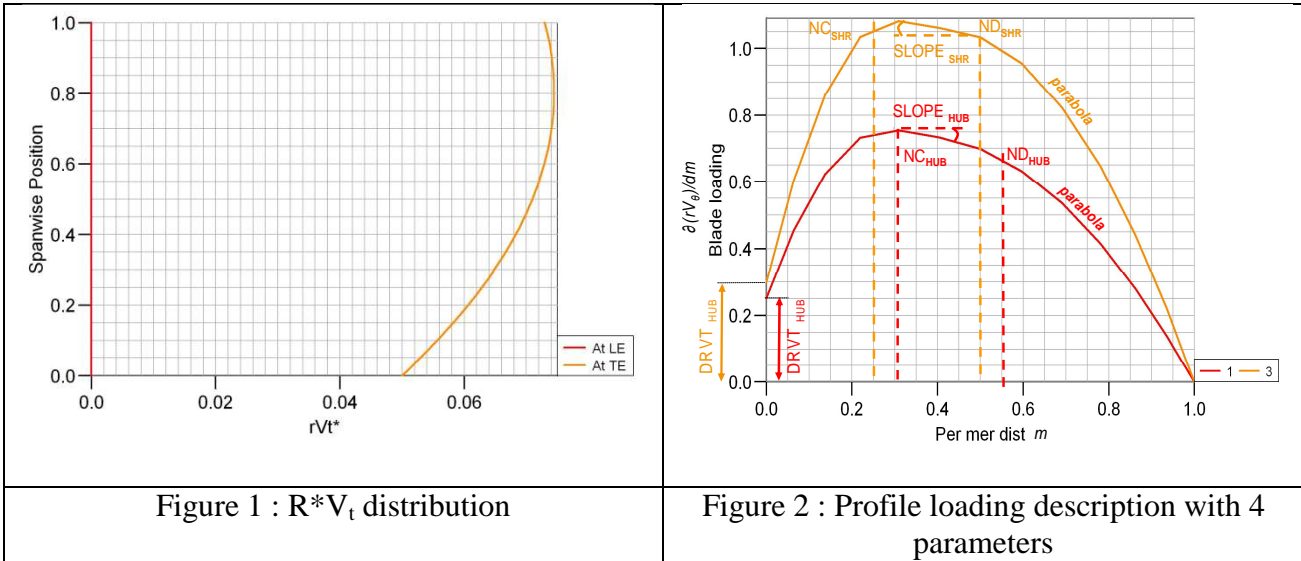 1.0
0.8
0.6
0.4
0.2
0.0
Spanwise Position
0.0
0.02
0.04
0.06
rVt*
At LE
At TE
Figure 1 : R*Vt distribution
NC SHR
ND SHR
SLOPE SHR
parabola
SLOPE HUB
NC HUB
ND HUB
parabola
1.0
0.8
0.6
0.4
0.2
0.0
∂(rVθ)/dm
Blade loading
DRVT HUB
DRVT HUB
0.0
0.2
0.4
0.6
0.8
1.0
Per mer dist m
1
3
Figure 2 : Profile loading description with 4
parameters